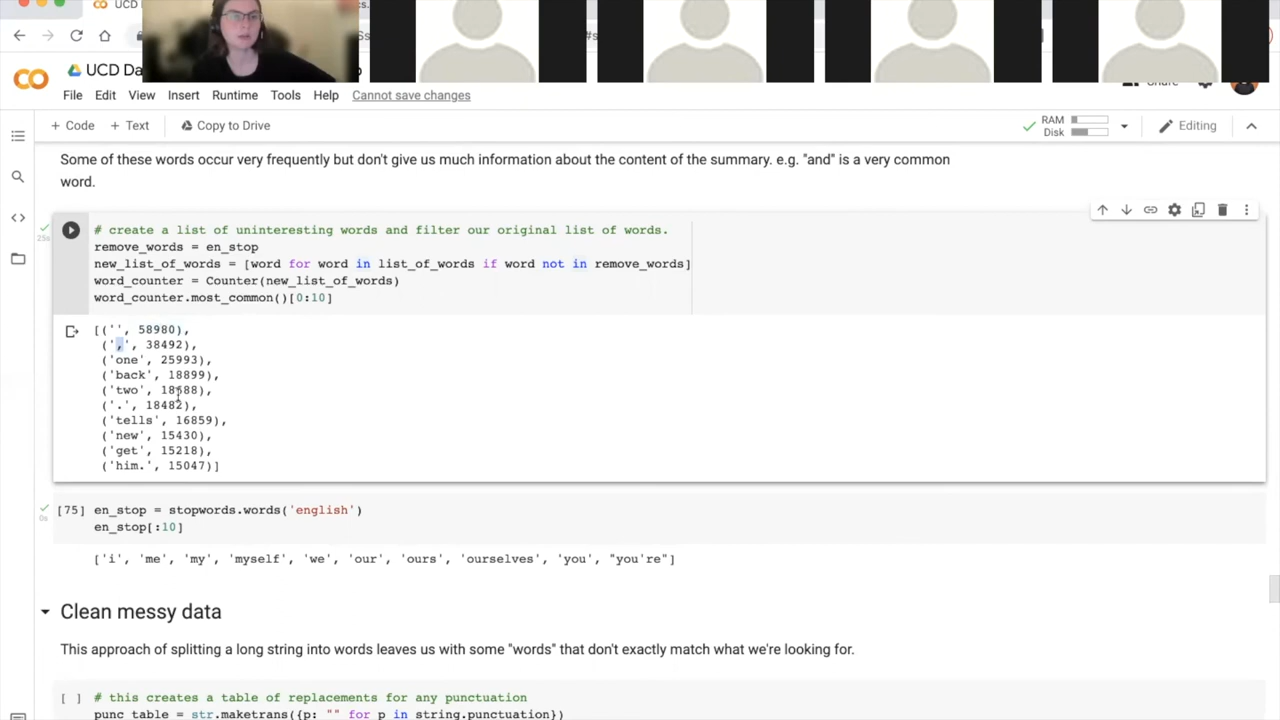 UCD Da
File Edit View Insert Runtime Tools Help Cannot save changes
+ Code + Text Copy to Drive
RAM
Disk
Editing
Some of these words occur very frequently but don't give us much information about the content of the summary. e.g. "and" is a very common
word.
25s
# create a list of uninteresting words and filter our original list of words.
remove_words = en_stop
new_list_of_words = [word for word in list_of_words if word not in remove_words]
word_counter = Counter(new_list_of_words)
word_counter.most_common()[0:10]
[('', 58980),
(',', 38492),
('one', 25993),
('back', 18899),
('two', 18688),
('.', 18482),
('tells', 16859),
('new', 15430),
('get', 15218),
('him.', 15047)]
0s
[75] en_stop = stopwords.words('english')
en_stop[:10]
['i', 'me', 'my', 'myself', 'we', 'our', 'ours', 'ourselves', 'you', "you're"]
Clean messy data
This approach of splitting a long string into words leaves us with some "words" that don't exactly match what we're looking for.
[ ] # this creates a table of replacements for any punctuation
punc_table = str.maketrans({p: "" for p in string.punctuation})